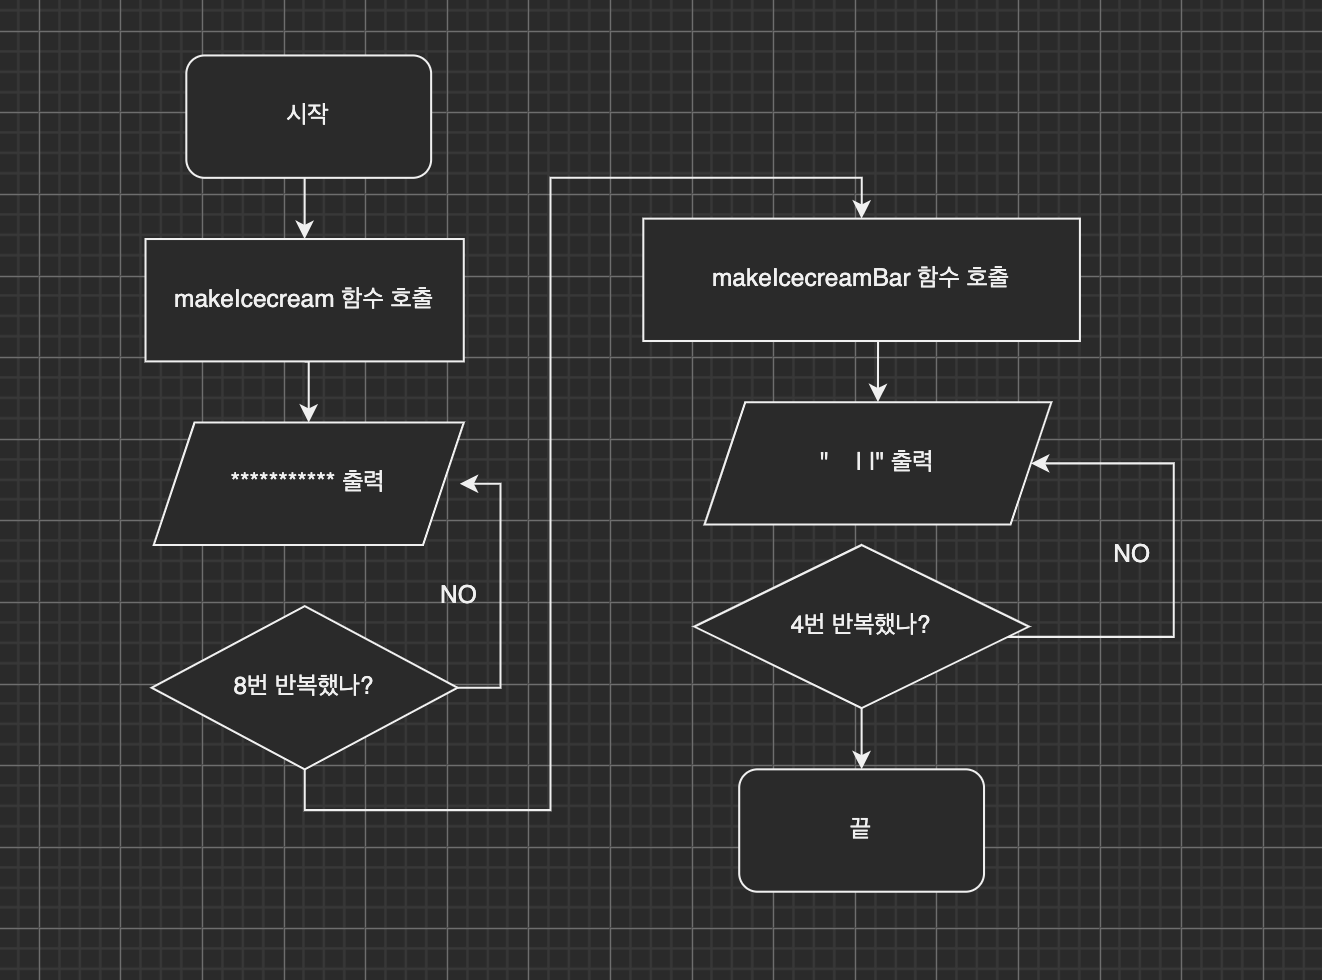 시작
makeIcecream 함수 호출
*********** 출력
NO
8번 반복했나?
makeIcecreamBar 함수 호출
"    | |" 출력
NO
4번 반복했나?
끝